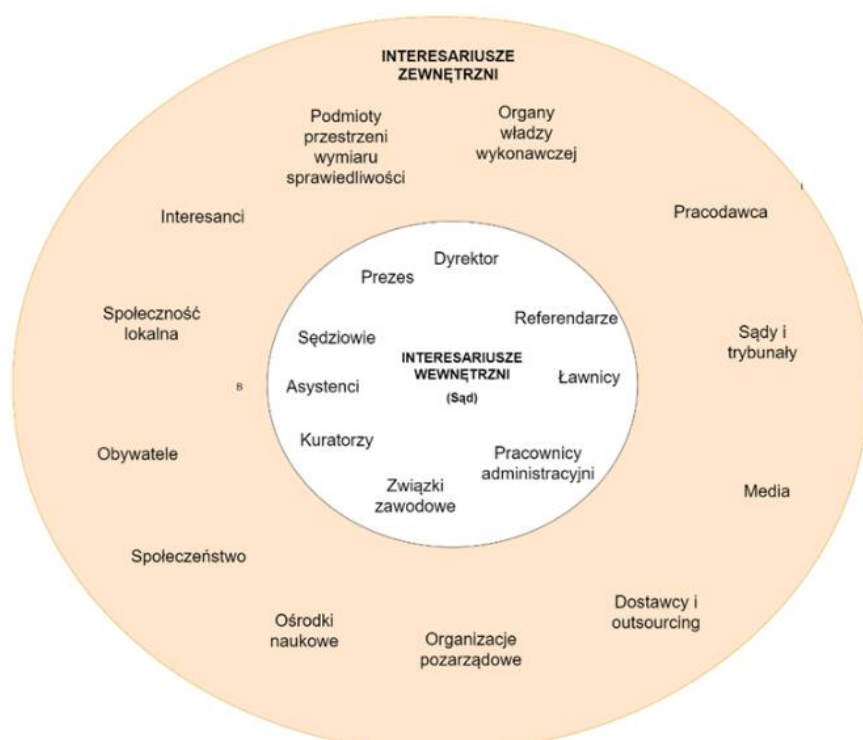 INTERESARIUSZE
ZEWNĘTRZNI
Podmioty
przestrzeni
wymiaru
sprawiedliwości
Organy
władzy
wykonawczej
Interesanci
Pracodawca
Społeczność
lokalna
Sądy i
trybunały
Obywatele
Media
Społeczeństwo
Dostawcy i
outsourcing
Ośrodki
naukowe
Organizacje
pozarządowe
B
Dyrektor
Prezes
Referendarze
Sędziowie
INTERESARIUSZE
WEWNĘTRZNI
(Sąd)
Asystenci
Ławnicy
Kuratorzy
Pracownicy
administracyjni
Związki
zawodowe